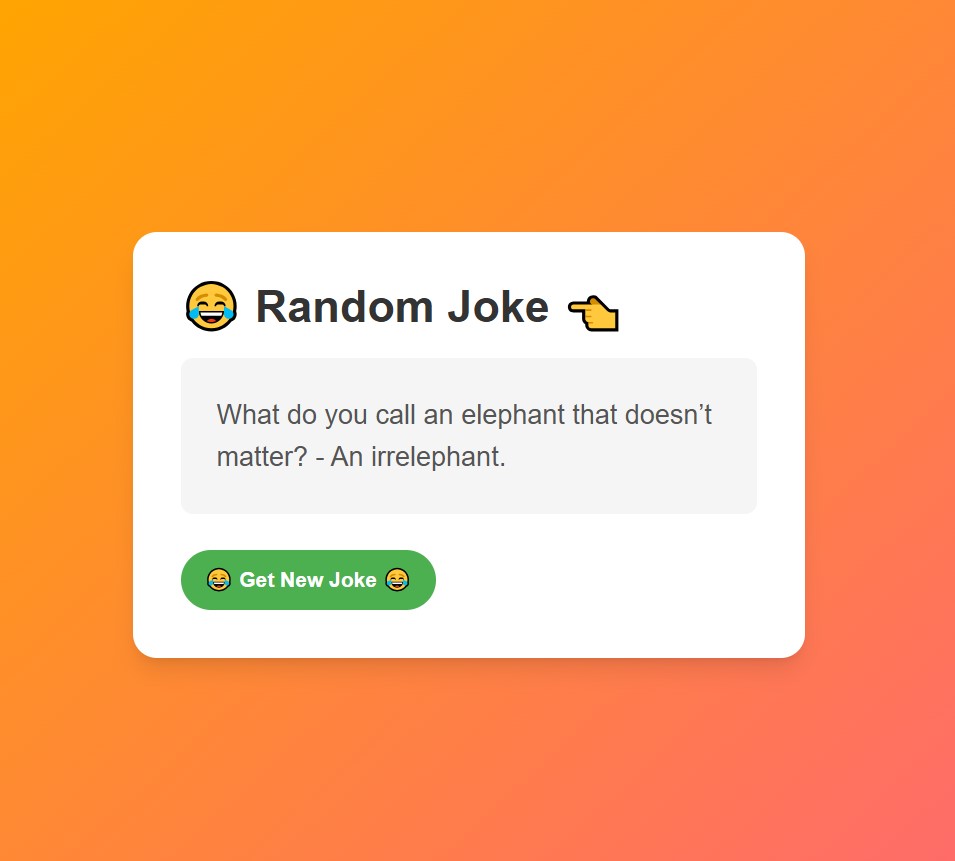 😂 Random Joke 👈
What do you call an elephant that doesn’t
matter? - An irrelephant.
😂 Get New Joke 😂